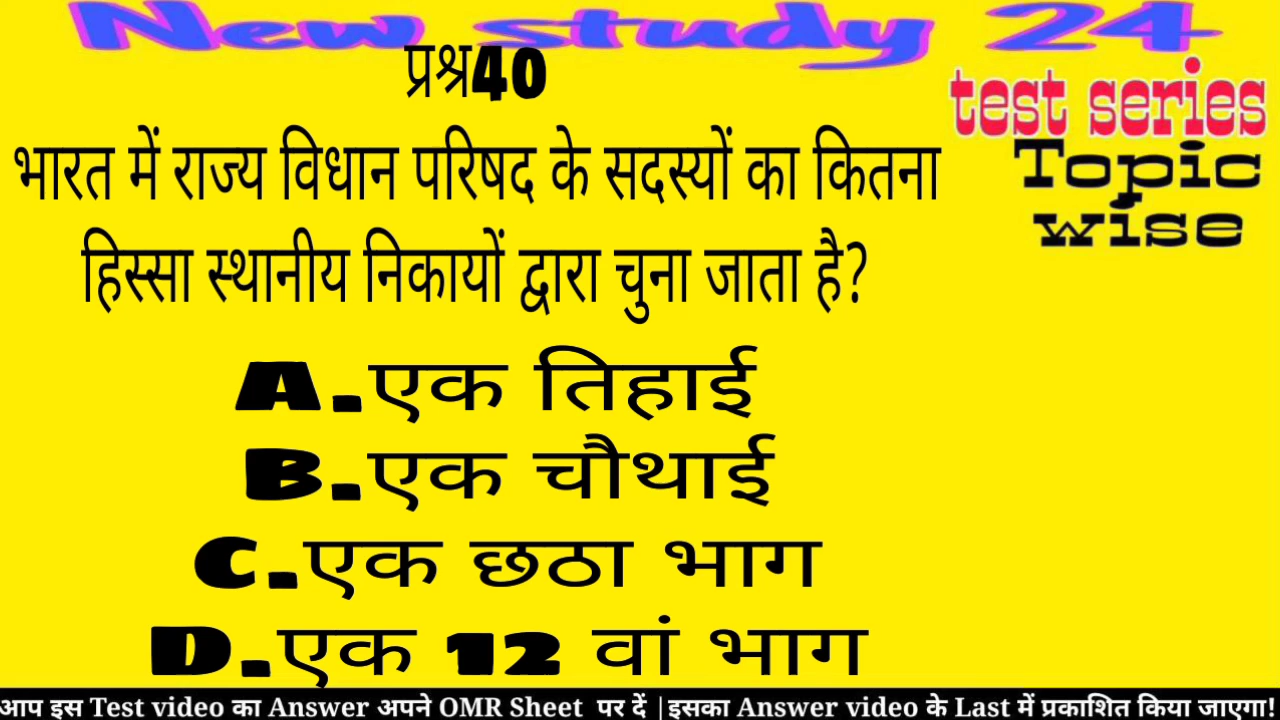 New study 24
test series
Topic
wise
प्रश्न40
भारत में राज्य विधान परिषद के सदस्यों का कितना
हिस्सा स्थानीय निकायों द्वारा चुना जाता है?
A.एक तिहाई
B.एक चौथाई
C.एक छठा भाग
D.एक 12 वां भाग
आप इस Test video का Answer अपने OMR Sheet पर दें |इसका Answer video के Last में प्रकाशित किया जाएगा!